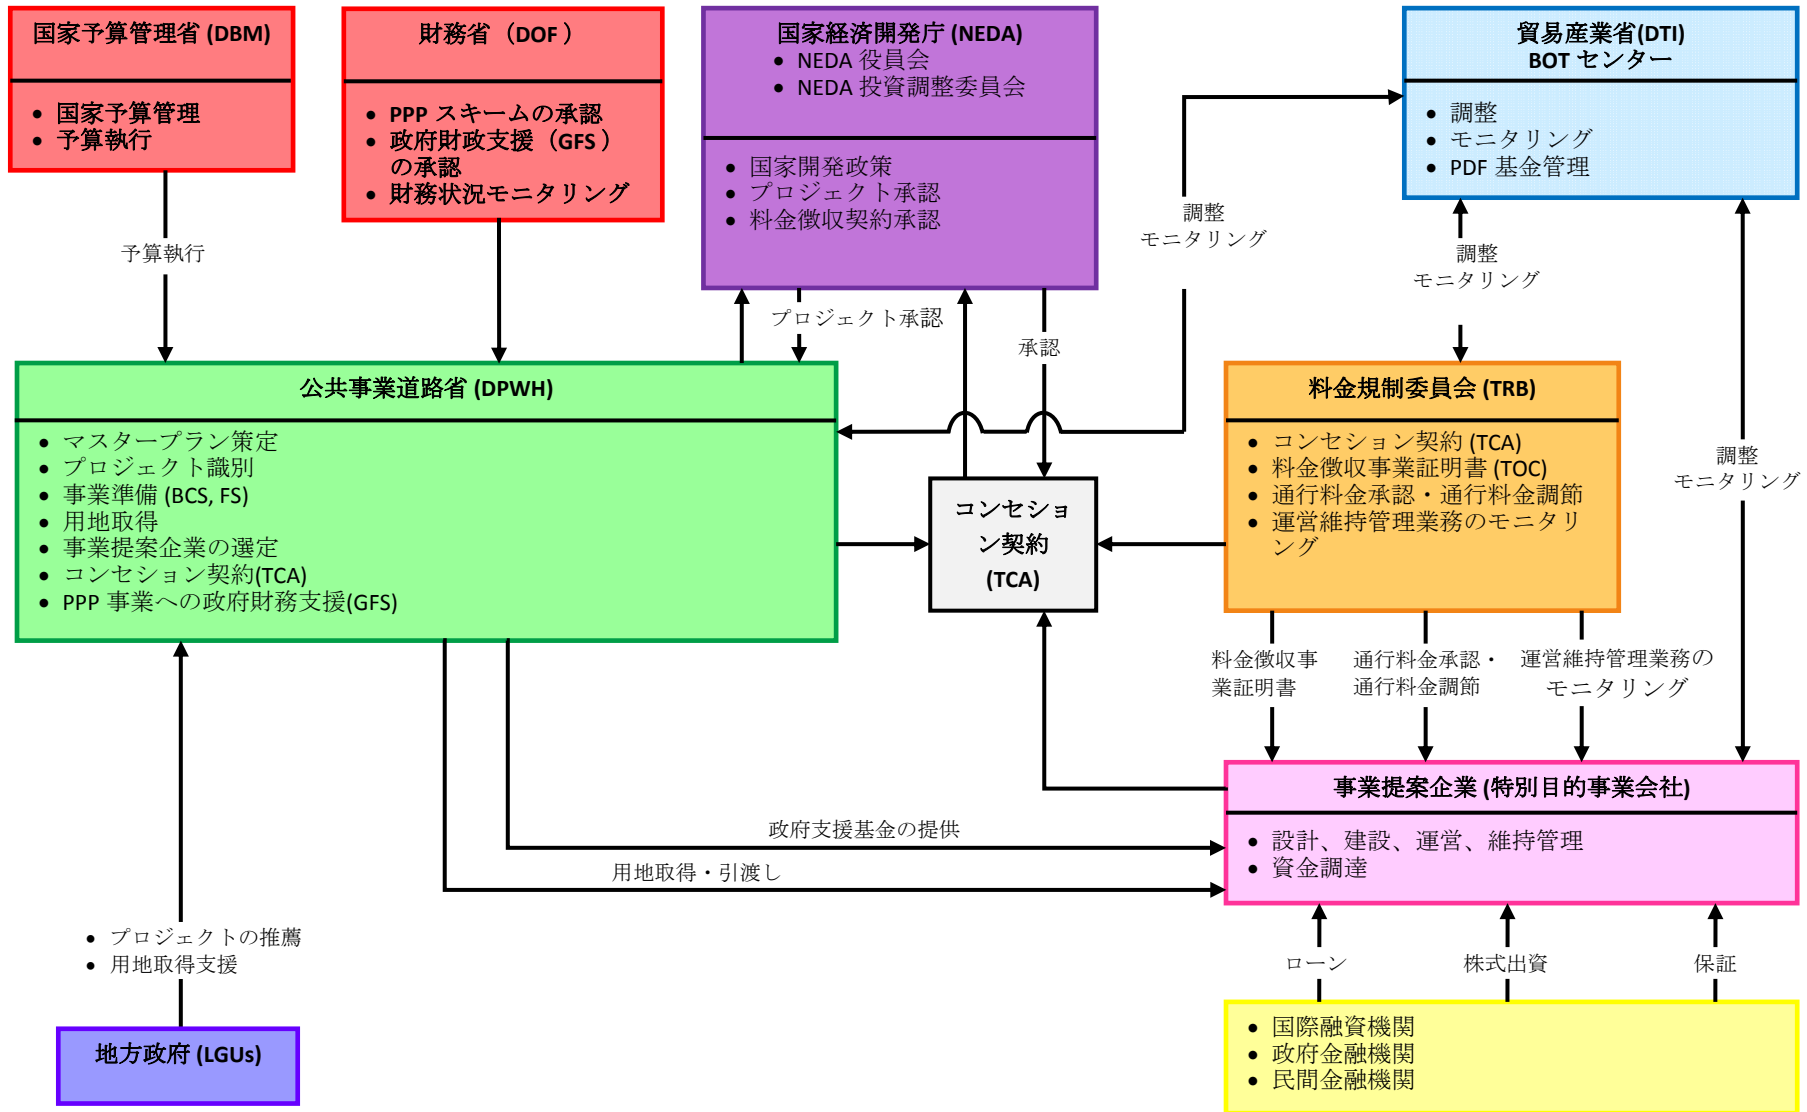 国家予算管理省 (DBM)
• 国家予算管理
• 予算執行
財務省（DOF）
• PPP スキームの承認
• 政府財政支援（GFS）
の承認
• 財務状況モニタリング
国家経済開発庁 (NEDA)
• NEDA 役員会
• NEDA 投資調整委員会
• 国家開発政策
• プロジェクト承認
• 料金徴収契約承認
貿易産業省(DTI)
BOT センター
• 調整
• モニタリング
• PDF 基金管理
予算執行
プロジェクト承認
承認
調整
モニタリング
調整
モニタリング
調整
モニタリング
公共事業道路省 (DPWH)
• マスタープラン策定
• プロジェクト識別
• 事業準備 (BCS, FS)
• 用地取得
• 事業提案企業の選定
• コンセション契約(TCA)
• PPP 事業への政府財務支援(GFS)
コンセショ
ン契約
(TCA)
料金規制委員会 (TRB)
• コンセション契約 (TCA)
• 料金徴収事業証明書 (TOC)
• 通行料金承認・通行料金調節
• 運営維持管理業務のモニタリ
ング
料金徴収事
業証明書
通行料金承認・
通行料金調節
運営維持管理業務の
モニタリング
事業提案企業 (特別目的事業会社)
• 設計、建設、運営、維持管理
• 資金調達
政府支援基金の提供
用地取得・引渡し
• プロジェクトの推薦
• 用地取得支援
ローン
株式出資
保証
地方政府 (LGUs)
• 国際融資機関
• 政府金融機関
• 民間金融機関